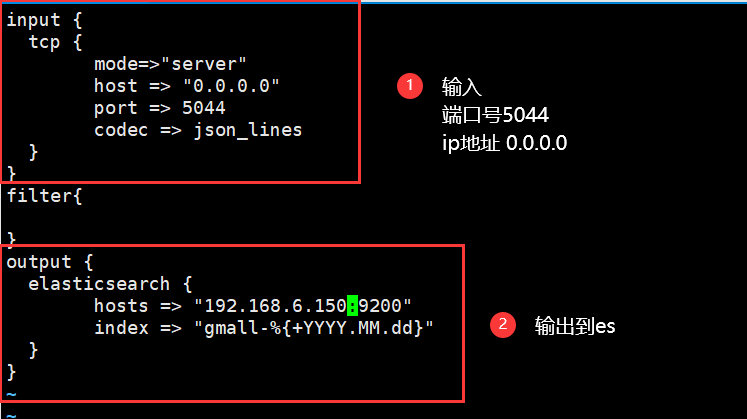 input {
tcp {
mode=>"server"
host => "0.0.0.0"
port => 5044
codec => json_lines
}
}
1 输入
端口号5044
ip地址 0.0.0.0
filter{
}
output {
elasticsearch {
hosts => "192.168.6.150:9200"
index => "gmall-%{+YYYY.MM.dd}"
}
}
2 输出到es
~
~